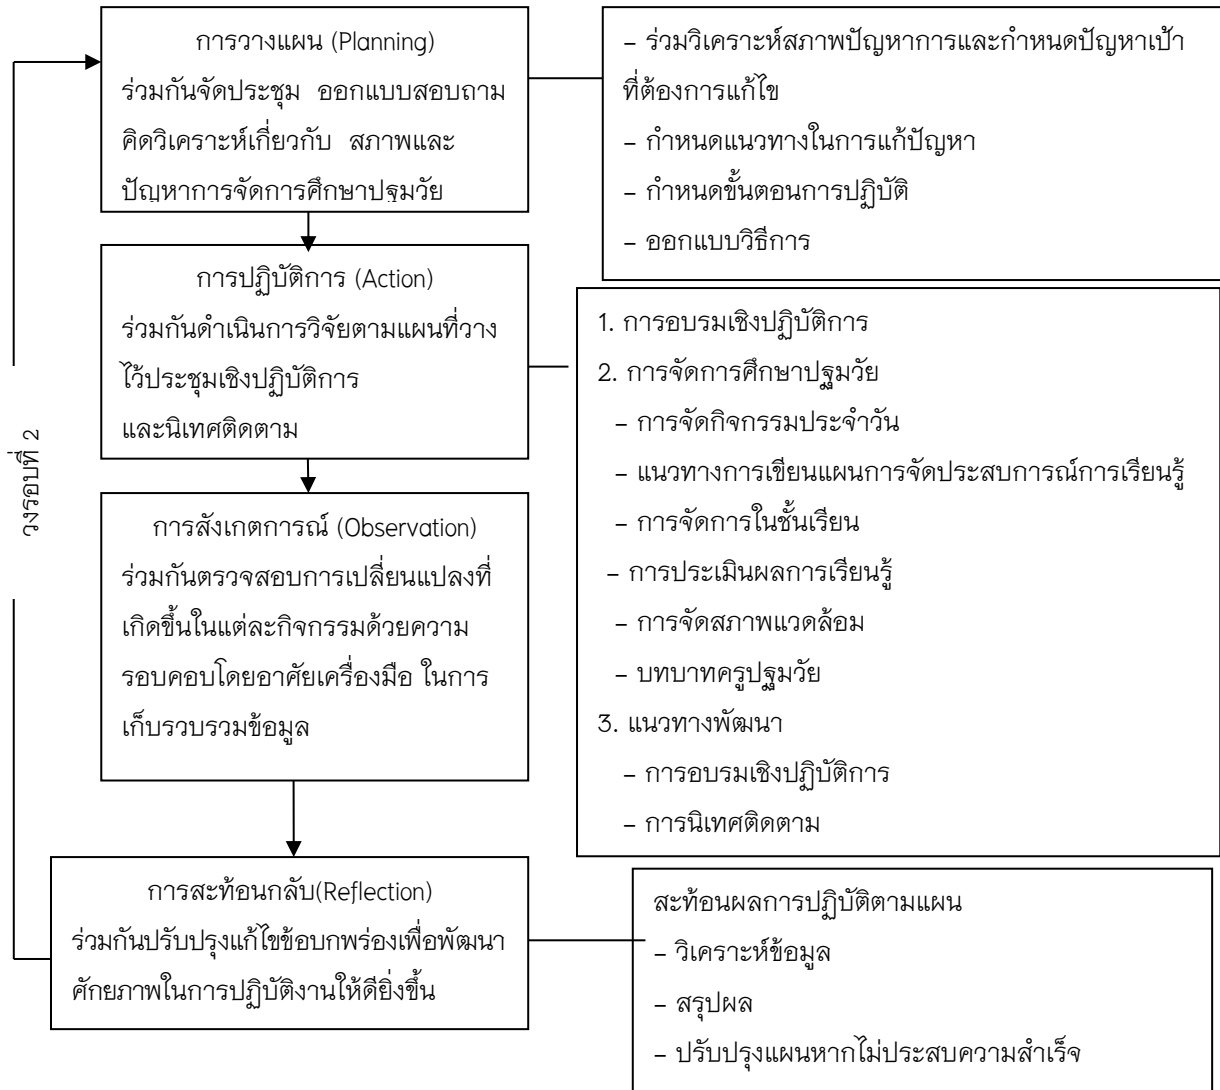 การวางแผน (Planning)
ร่วมกันจัดประชุม ออกแบบสอบถาม
คิดวิเคราะห์เกี่ยวกับ สภาพและ
ปัญหาการจัดการศึกษาปฐมวัย
– ร่วมวิเคราะห์สภาพปัญหาการและกำหนดปัญหาเป้า
ที่ต้องการแก้ไข
– กำหนดแนวทางในการแก้ปัญหา
– กำหนดขั้นตอนการปฏิบัติ
– ออกแบบวิธีการ
การปฏิบัติการ (Action)
ร่วมกันดำเนินการวิจัยตามแผนที่วาง
ไว้ประชุมเชิงปฏิบัติการ
และนิเทศติดตาม
1. การอบรมเชิงปฏิบัติการ
2. การจัดการศึกษาปฐมวัย
– การจัดกิจกรรมประจำวัน
– แนวทางการเขียนแผนการจัดประสบการณ์การเรียนรู้
– การจัดการในชั้นเรียน
– การประเมินผลการเรียนรู้
– การจัดสภาพแวดล้อม
– บทบาทครูปฐมวัย
3. แนวทางพัฒนา
– การอบรมเชิงปฏิบัติการ
– การนิเทศติดตาม
วงรอบที่ 2
การสังเกตการณ์ (Observation)
ร่วมกันตรวจสอบการเปลี่ยนแปลงที่
เกิดขึ้นในแต่ละกิจกรรมด้วยความ
รอบคอบโดยอาศัยเครื่องมือ ในการ
เก็บรวบรวมข้อมูล
การสะท้อนกลับ(Reflection)
ร่วมกันปรับปรุงแก้ไขข้อบกพร่องเพื่อพัฒนา
ศักยภาพในการปฏิบัติงานให้ดียิ่งขึ้น
สะท้อนผลการปฏิบัติตามแผน
– วิเคราะห์ข้อมูล
– สรุปผล
– ปรับปรุงแผนหากไม่ประสบความสำเร็จ